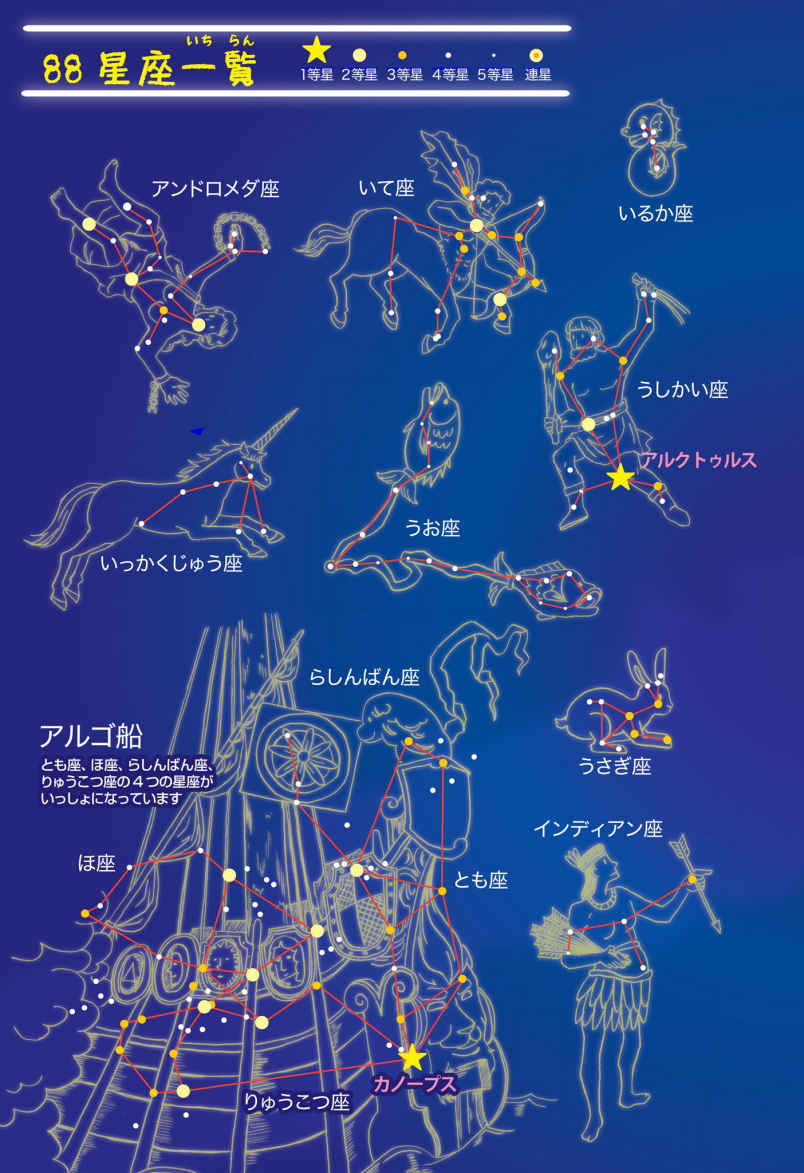 いち らん
88星座一覧
1等星 2等星 3等星 4等星 5等星 連星
アンドロメダ座
いて座
いるか座
うしかい座
アルクトゥルス
いっかくじゅう座
うお座
らしんばん座
アルゴ船
とも座、ほ座、らしんばん座、
りゅうこつ座の4つの星座が
いっしょになっています
うさぎ座
インディアン座
ほ座
とも座
カノープス
りゅうこつ座